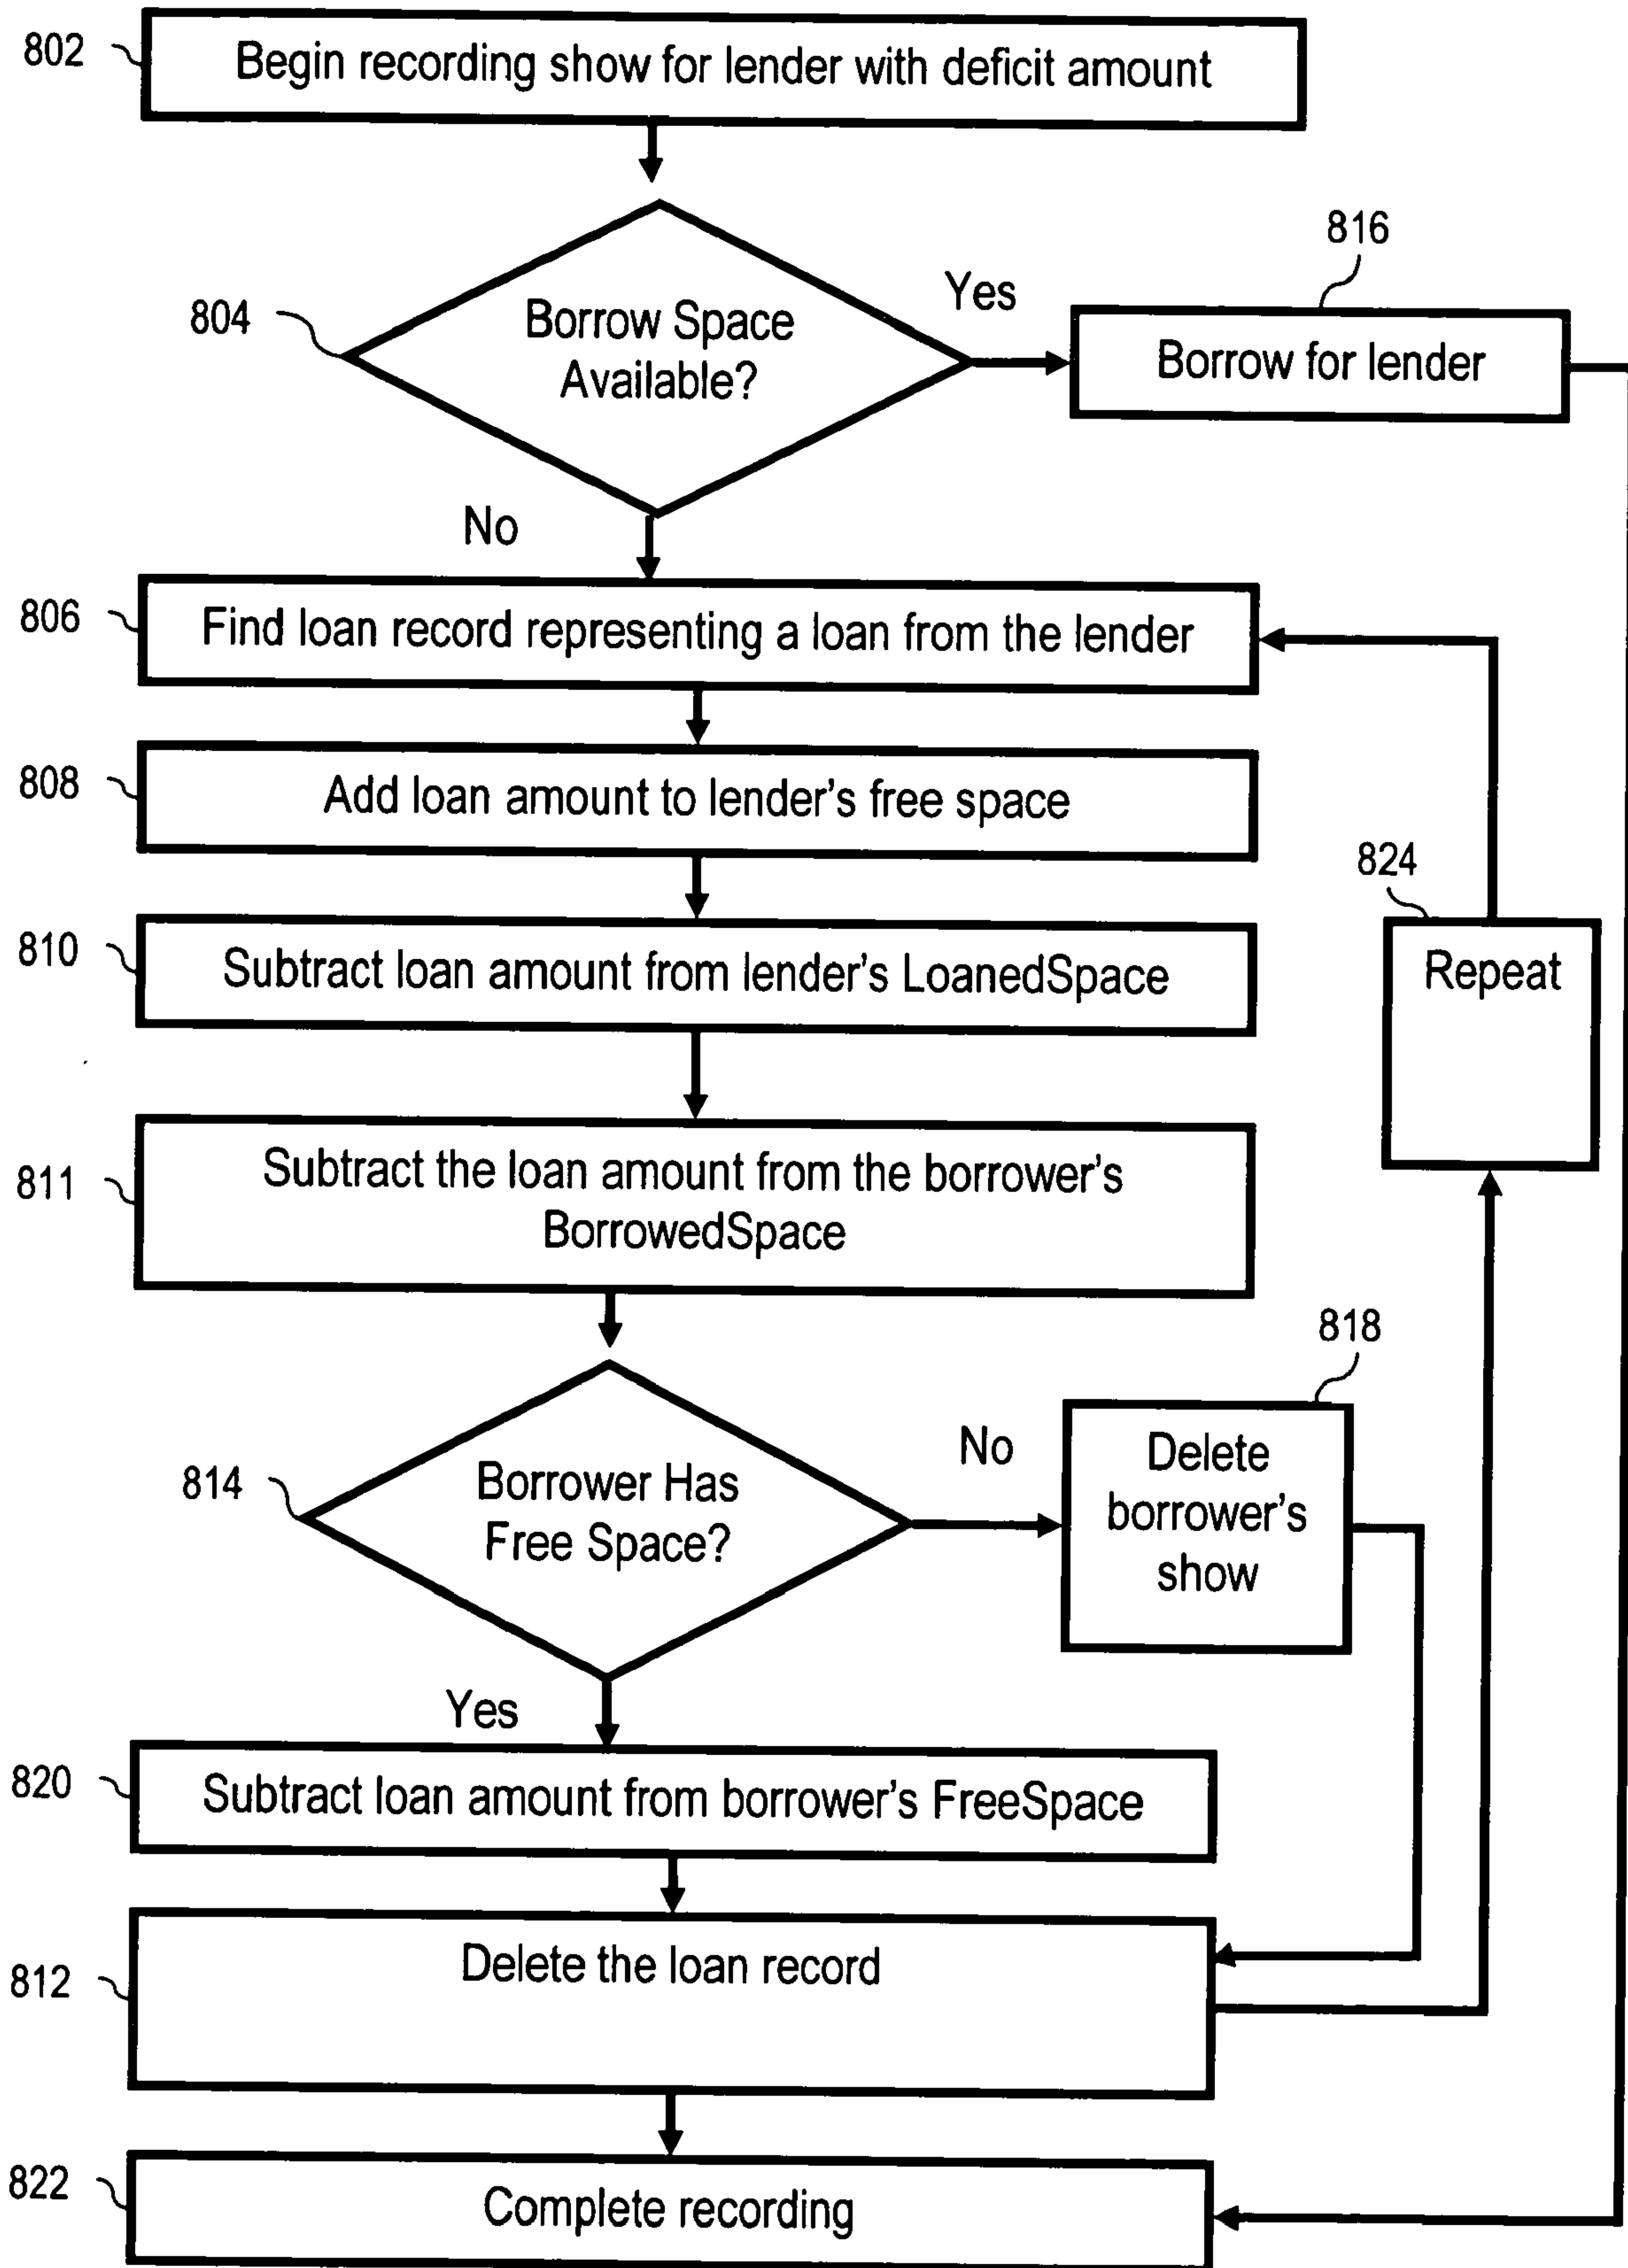 802
Begin recording show for lender with deficit amount
804
Borrow Space
Available?
Yes
816
Borrow for lender
No
806
Find loan record representing a loan from the lender
808
Add loan amount to lender's free space
824
Repeat
810
Subtract loan amount from lender's LoanedSpace
811
Subtract the loan amount from the borrower's
BorrowedSpace
814
Borrower Has
Free Space?
No
818
Delete
borrower's
show
Yes
820
Subtract loan amount from borrower's FreeSpace
812
Delete the loan record
822
Complete recording